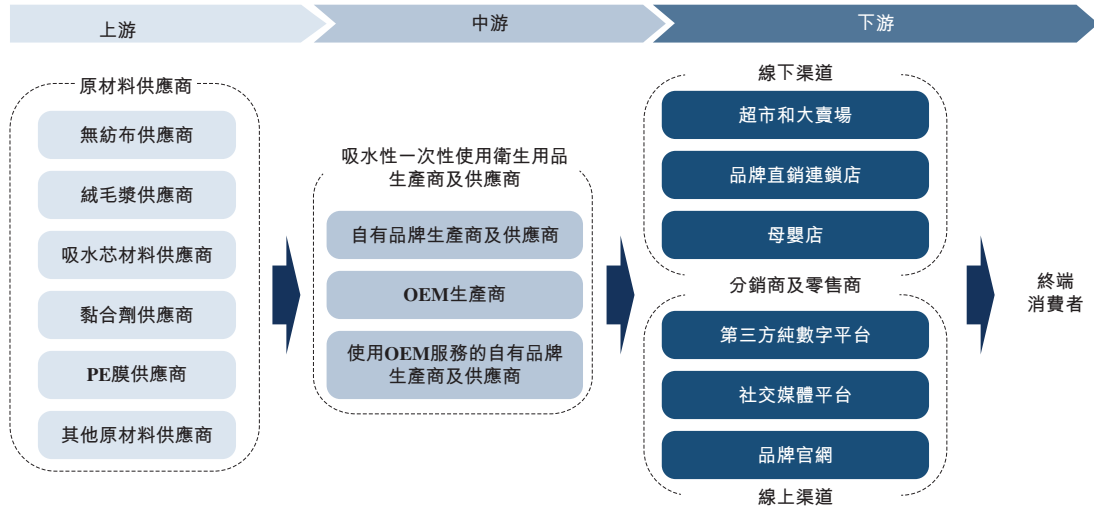 上游
中游
下游
原材料供應商
無紡布供應商
絨毛漿供應商
吸水芯材料供應商
黏合劑供應商
PE膜供應商
其他原材料供應商
吸水性一次性使用衛生用品
生產商及供應商
自有品牌生產商及供應商
OEM生產商
使用OEM服務的自有品牌
生產商及供應商
線下渠道
超市和大賣場
品牌直銷連鎖店
母嬰店
分銷商及零售商
第三方純數字平台
社交媒體平台
品牌官網
線上渠道
終端
消費者